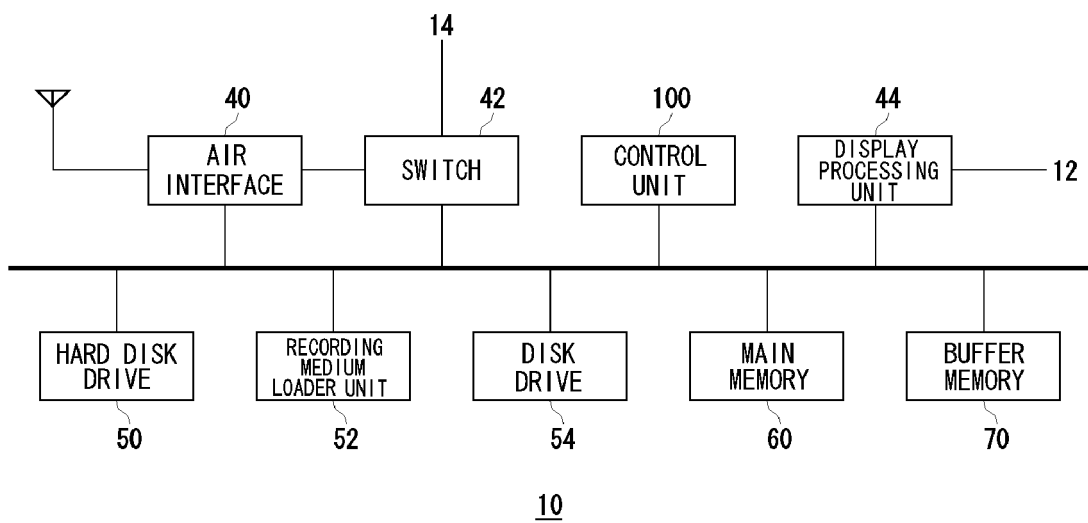 14
40
42
100
44
AIR
INTERFACE
SWITCH
CONTROL
UNIT
DISPLAY
PROCESSING
UNIT
12
HARD DISK
DRIVE
RECORDING
MEDIUM
LOADER UNIT
DISK
DRIVE
MAIN
MEMORY
BUFFER
MEMORY
50
52
54
60
70
10